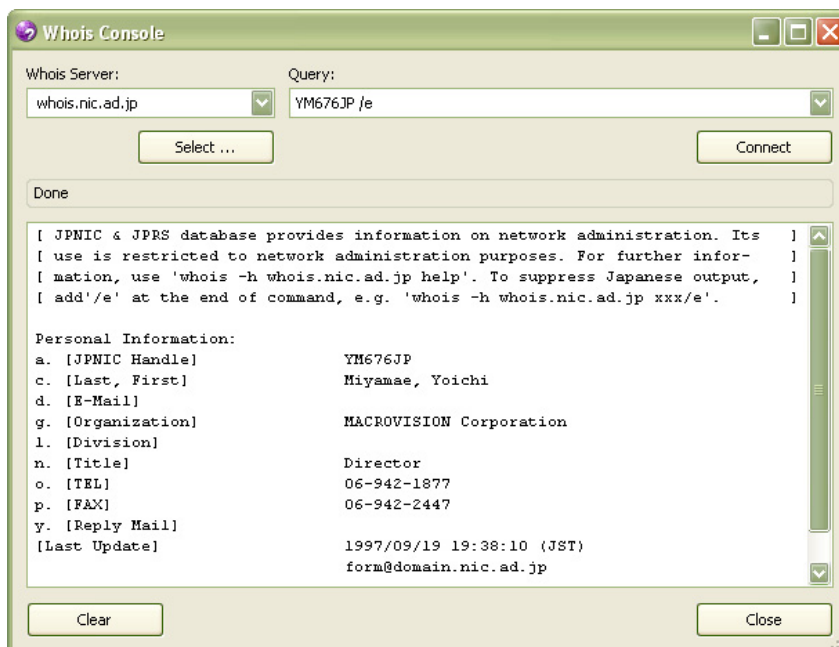 Whois Console
Whois Server:
Query:
whois.nic.ad.jp
YM676JP /e
Select ...
Connect
Done
[ JPNIC & JPRS database provides information on network administration. Its ]
[ use is restricted to network administration purposes. For further infor- ]
[ mation, use 'whois -h whois.nic.ad.jp help'. To suppress Japanese output, ]
[ add'/e' at the end of command, e.g. 'whois -h whois.nic.ad.jp xxx/e'. ]
Personal Information:
a. [JPNIC Handle] YM676JP
c. [Last, First] Miyamae, Yoichi
d. [E-Mail]
g. [Organization] MACROVISION Corporation
l. [Division]
n. [Title] Director
o. [TEL] 06-942-1877
p. [FAX] 06-942-2447
y. [Reply Mail]
[Last Update] 1997/09/19 19:38:10 (JST)
form@domain.nic.ad.jp
Clear
Close